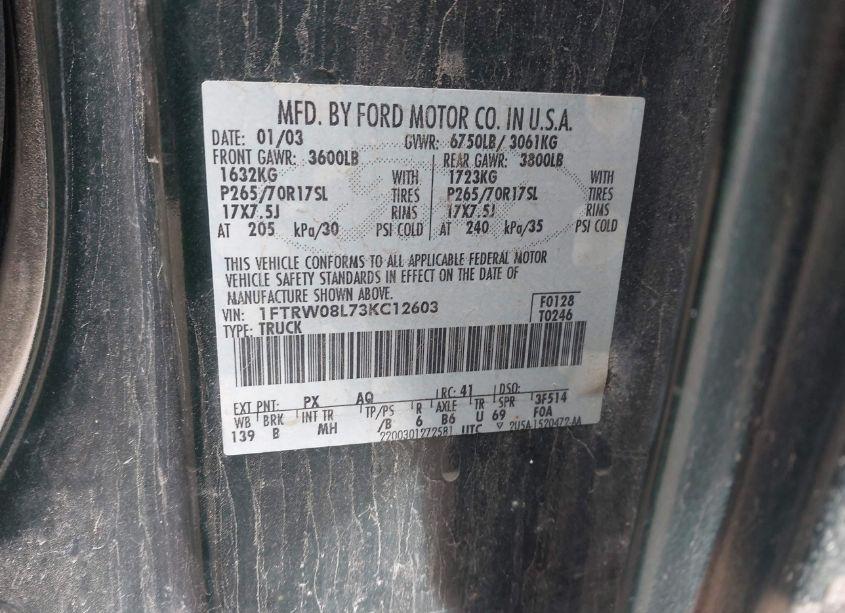 MFD. BY FORD MOTOR CO. IN U.S.A.
DATE: 01/03 GVWR: 6750LB/ 3061KG
FRONT GAWR: 3600LB REAR GAWR: 3800LB
1632KG WITH 1723KG WITH
P265/70R17SL TIRES P265/70R17SL TIRES
17X7.5J RIMS 17X7.5J RIMS
AT 205 kPa/30 PSI COLD AT 240 kPa/35 PSI COLD
THIS VEHICLE CONFORMS TO ALL APPLICABLE FEDERAL MOTOR
VEHICLE SAFETY STANDARDS IN EFFECT ON THE DATE OF
MANUFACTURE SHOWN ABOVE.
VIN: 1FTRW08L73KC12603 F0128
TYPE: TRUCK T0246
EXT PNT: PX AQ RC: 41 DSO:
WB BRK INT TR TP/PS R AXLE TR SPR 3F514
139 B MH /B 6 B6 U 69 F0A
2200301272581 UTC 2U5A 1520472 AA